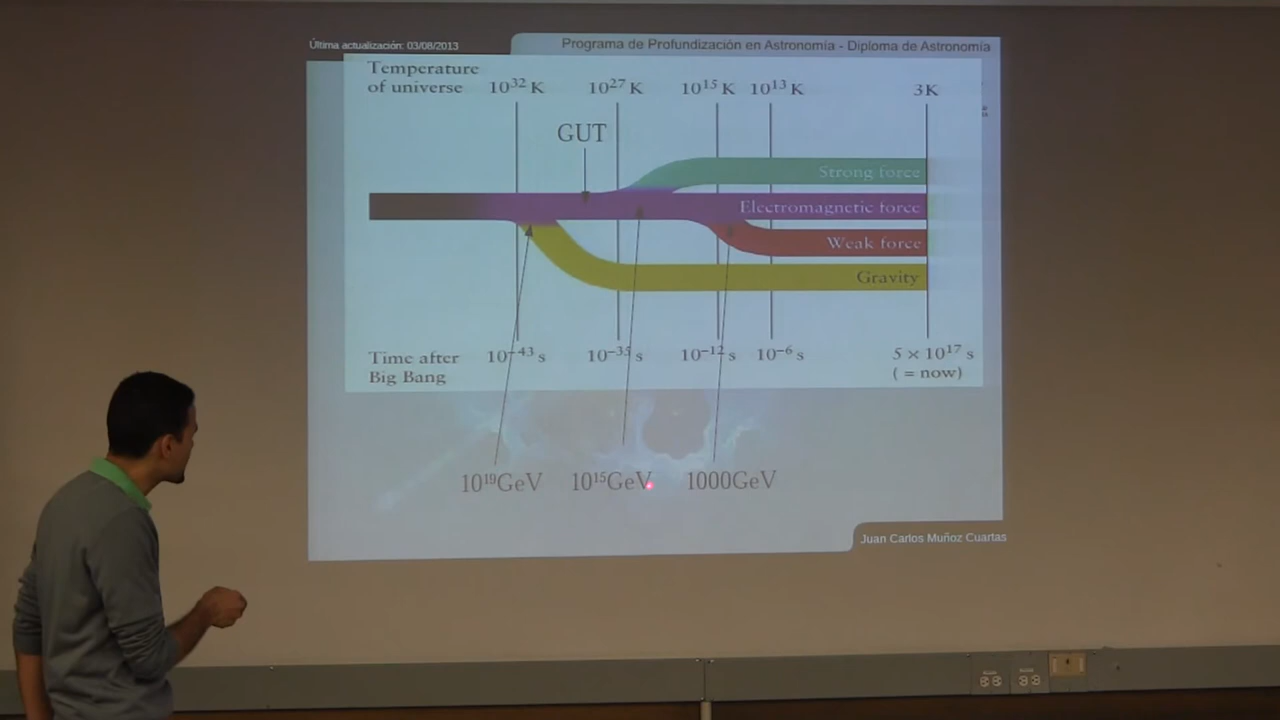 Última actualización: 03/08/2013
Programa de Profundización en Astronomía - Diploma de Astronomía
Temperature
of universe
10³² K
10²⁷ K
10¹⁵ K
10¹³ K
3K
GUT
Strong force
Electromagnetic force
Weak force
Gravity
Time after
Big Bang
10⁻⁴³ s
10⁻³⁵ s
10⁻¹² s
10⁻⁶ s
5 × 10¹⁷ s
( = now)
10¹⁹GeV
10¹⁵GeV
1000GeV
Juan Carlos Muñoz Cuartas